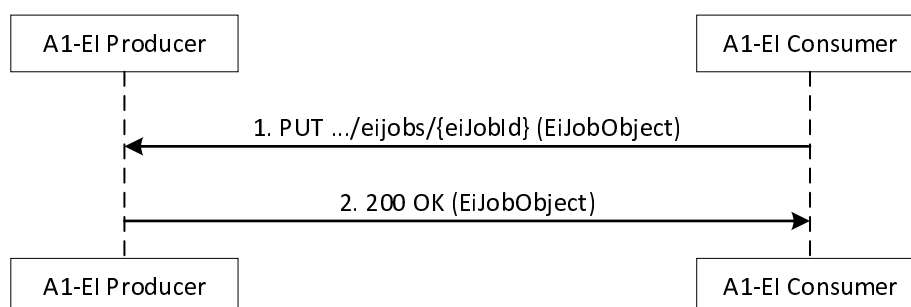 A1-EI Producer
A1-EI Consumer
1. PUT .../eijobs/{eiJobId} (EiJobObject)
2. 200 OK (EiJobObject)
A1-EI Producer
A1-EI Consumer